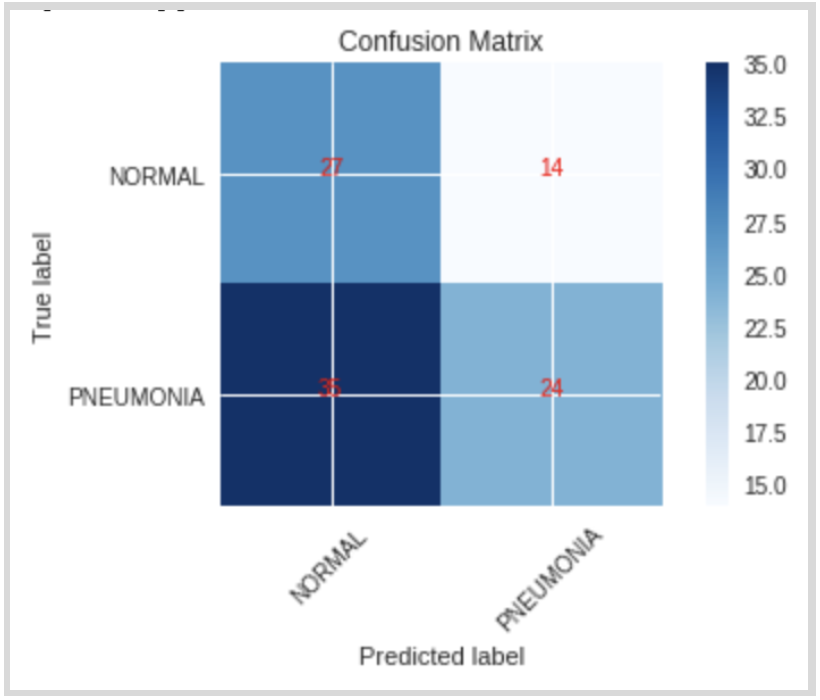 Confusion Matrix
NORMAL
PNEUMONIA
True label
27
14
35
24
NORMAL
PNEUMONIA
Predicted label
35.0
32.5
30.0
27.5
25.0
22.5
20.0
17.5
15.0